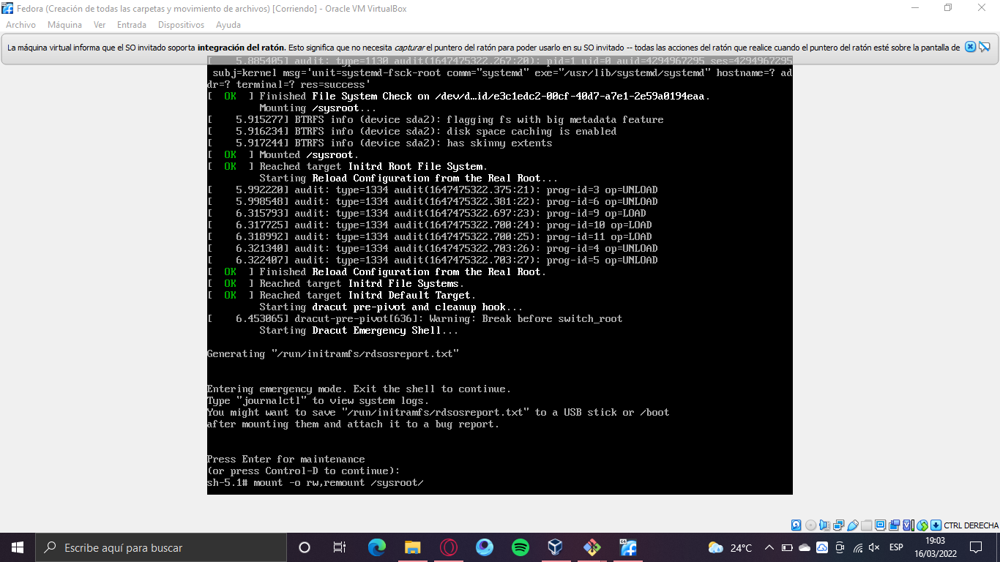 Fedora (Creación de todas las carpetas y movimiento de archivos) [Corriendo] - Oracle VM VirtualBox
Archivo Máquina Ver Entrada Dispositivos Ayuda
La máquina virtual informa que el SO invitado soporta integración del ratón. Esto significa que no necesita capturar el puntero del ratón para poder usarlo en su SO invitado -- todas las acciones del ratón que realice cuando el puntero del ratón esté sobre la pantalla de
[    5.885405] audit: type=1130 audit(1647475322.267:20): pid=1 uid=0 auid=4294967295 ses=4294967295
 subj=kernel msg='unit=systemd-fsck-root comm="systemd" exe="/usr/lib/systemd/systemd" hostname=? ad
dr=? terminal=? res=success'
[  OK  ] Finished File System Check on /dev/d…id/e3c1edc2-00cf-40d7-a7e1-2e59a0194eaa.
         Mounting /sysroot...
[    5.915277] BTRFS info (device sda2): flagging fs with big metadata feature
[    5.916234] BTRFS info (device sda2): disk space caching is enabled
[    5.917244] BTRFS info (device sda2): has skinny extents
[  OK  ] Mounted /sysroot.
[  OK  ] Reached target Initrd Root File System.
         Starting Reload Configuration from the Real Root...
[    5.992220] audit: type=1334 audit(1647475322.375:21): prog-id=3 op=UNLOAD
[    5.998548] audit: type=1334 audit(1647475322.381:22): prog-id=6 op=UNLOAD
[    6.315793] audit: type=1334 audit(1647475322.697:23): prog-id=9 op=LOAD
[    6.317725] audit: type=1334 audit(1647475322.700:24): prog-id=10 op=LOAD
[    6.318992] audit: type=1334 audit(1647475322.700:25): prog-id=11 op=LOAD
[    6.321340] audit: type=1334 audit(1647475322.703:26): prog-id=4 op=UNLOAD
[    6.322407] audit: type=1334 audit(1647475322.703:27): prog-id=5 op=UNLOAD
[  OK  ] Finished Reload Configuration from the Real Root.
[  OK  ] Reached target Initrd File Systems.
[  OK  ] Reached target Initrd Default Target.
         Starting dracut pre-pivot and cleanup hook...
[    6.453065] dracut-pre-pivot[636]: Warning: Break before switch_root
         Starting Dracut Emergency Shell...
Generating "/run/initramfs/rdsosreport.txt"
Entering emergency mode. Exit the shell to continue.
Type "journalctl" to view system logs.
You might want to save "/run/initramfs/rdsosreport.txt" to a USB stick or /boot
after mounting them and attach it to a bug report.
Press Enter for maintenance
(or press Control-D to continue):
sh-5.1# mount -o rw,remount /sysroot/
CTRL DERECHA
Escribe aquí para buscar
24°C
ESP
19:03
16/03/2022